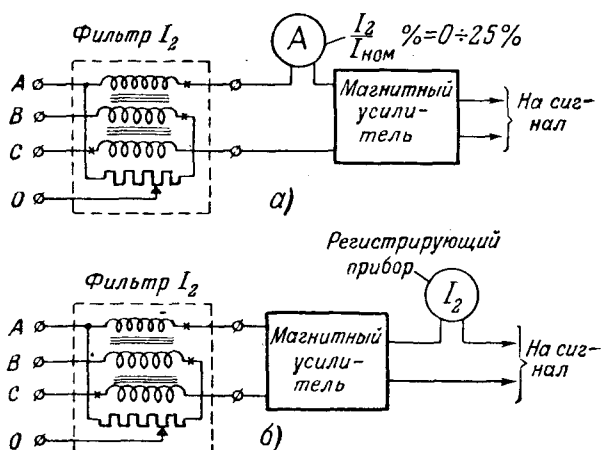 Фильтр I₂
A
I₂/Iном %=0÷25%
A
B
C
0
Магнитный
усили-
тель
На сиг-
нал
а)
Регистрирующий
прибор
I₂
Фильтр I₂
A
B
C
0
Магнитный
усили-
тель
На сиг-
нал
б)